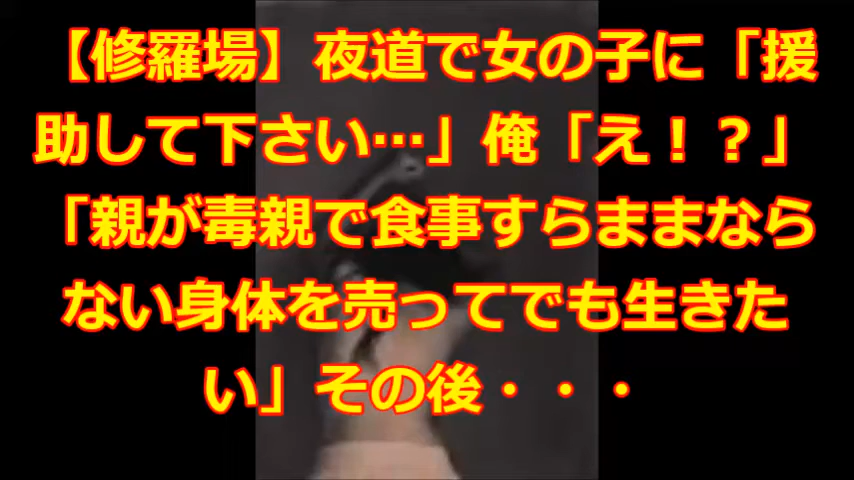 【修羅場】夜道で女の子に「援
助して下さい…」俺「え！？」
「親が毒親で食事すらままなら
ない身体を売ってでも生きた
い」その後・・・